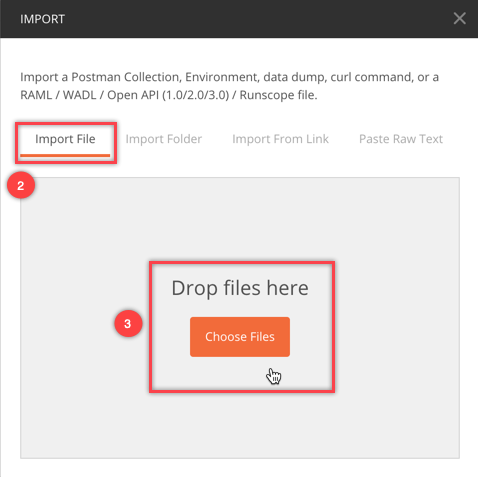 IMPORT
Import a Postman Collection, Environment, data dump, curl command, or a
RAML / WADL / Open API (1.0/2.0/3.0) / Runscope file.
Import File Import Folder Import From Link Paste Raw Text
2
Drop files here
3
Choose Files